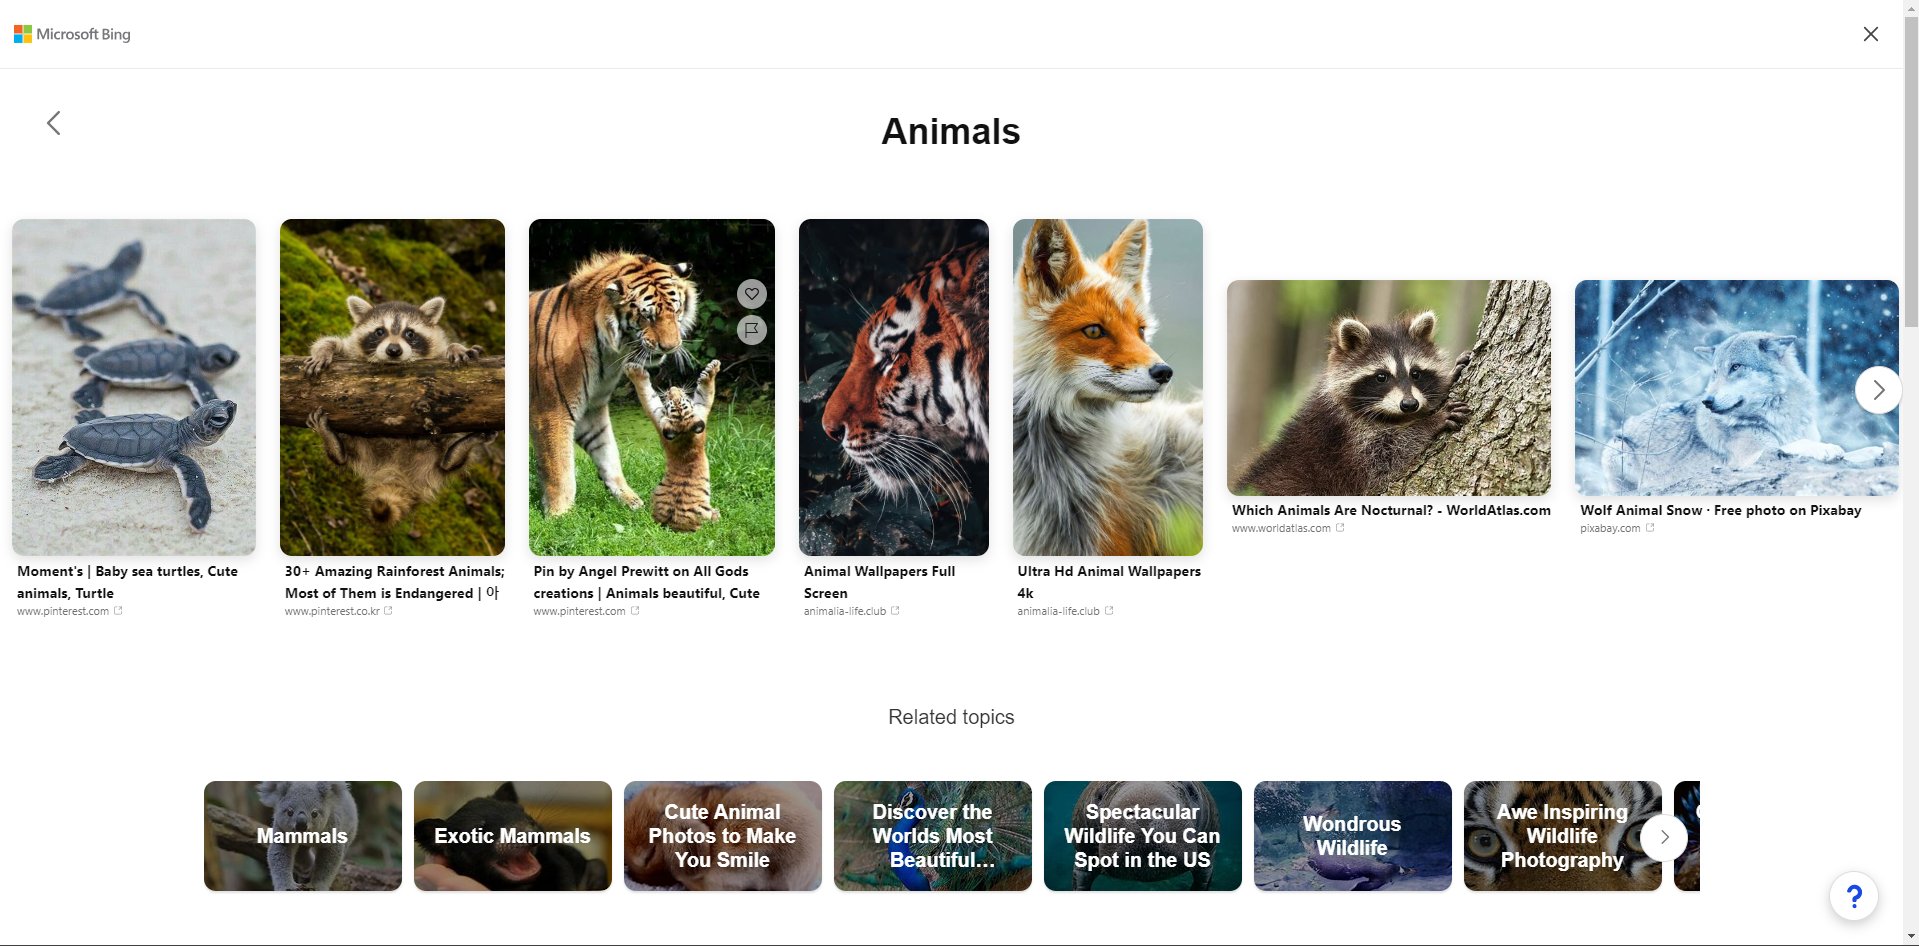 Microsoft Bing
Animals
Moment's | Baby sea turtles, Cute
animals, Turtle
www.pinterest.com
30+ Amazing Rainforest Animals;
Most of Them is Endangered | 아
www.pinterest.co.kr
Pin by Angel Prewitt on All Gods
creations | Animals beautiful, Cute
www.pinterest.com
Animal Wallpapers Full
Screen
animalia-life.club
Ultra Hd Animal Wallpapers
4k
animalia-life.club
Which Animals Are Nocturnal? - WorldAtlas.com
www.worldatlas.com
Wolf Animal Snow · Free photo on Pixabay
pixabay.com
Related topics
Mammals
Exotic Mammals
Cute Animal
Photos to Make
You Smile
Discover the
Worlds Most
Beautiful...
Spectacular
Wildlife You Can
Spot in the US
Wondrous
Wildlife
Awe Inspiring
Wildlife
Photography
?